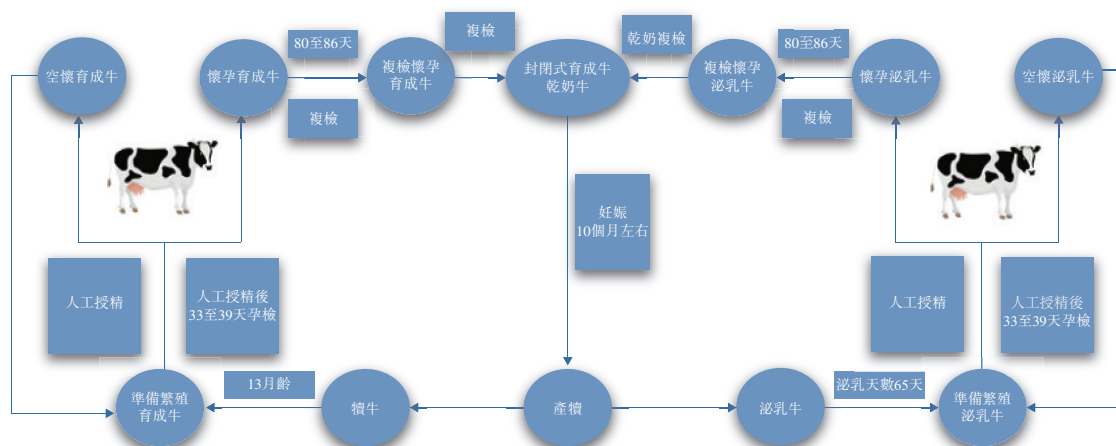 80至86天
複檢
乾奶複檢
80至86天
空懷育成牛
懷孕育成牛
複檢懷孕
育成牛
封閉式育成牛
乾奶牛
複檢懷孕
泌乳牛
懷孕泌乳牛
空懷泌乳牛
複檢
複檢
妊娠
10個月左右
人工授精
人工授精後
33至39天孕檢
人工授精
人工授精後
33至39天孕檢
準備繁殖
育成牛
13月齡
犢牛
產犢
泌乳牛
泌乳天數65天
準備繁殖
泌乳牛